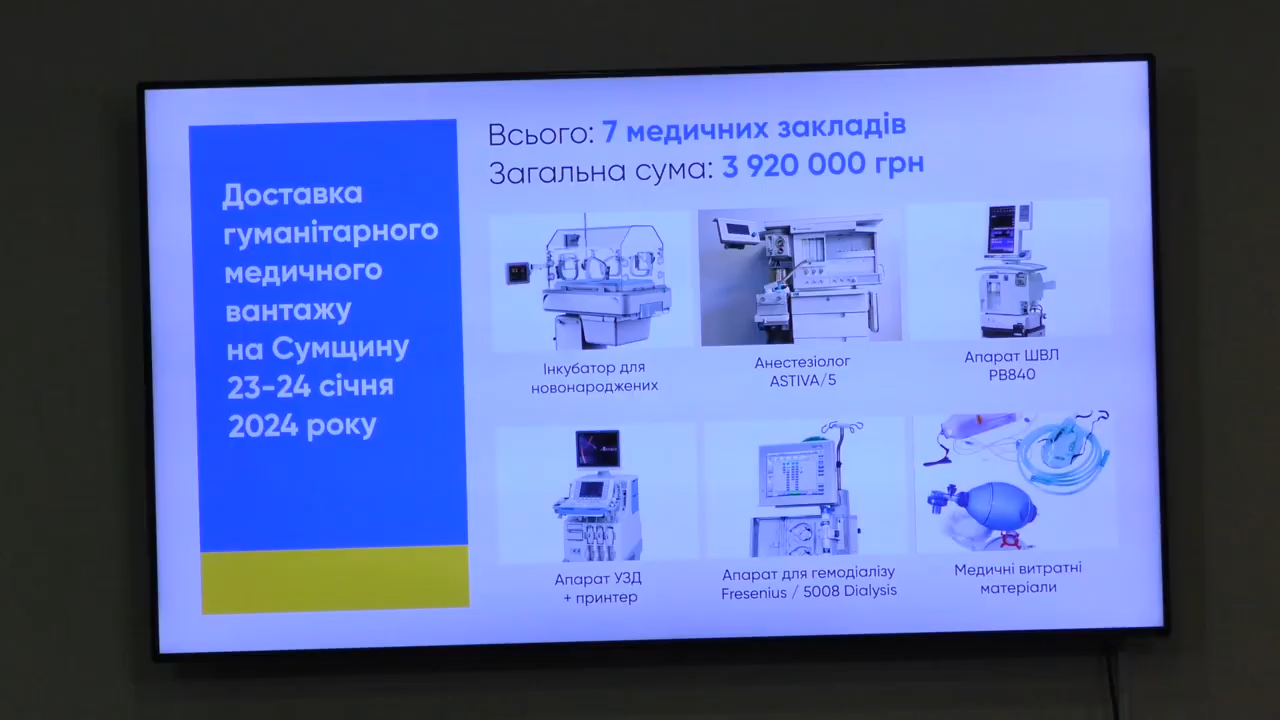 Доставка
гуманітарного
медичного
вантажу
на Сумщину
23-24 січня
2024 року
Всього: 7 медичних закладів
Загальна сума: 3 920 000 грн
Інкубатор для
новонароджених
Анестезіолог
ASTIVA/5
Апарат ШВЛ
PB840
Апарат УЗД
+ принтер
Апарат для гемодіалізу
Fresenius / 5008 Dialysis
Медичні витратні
матеріали